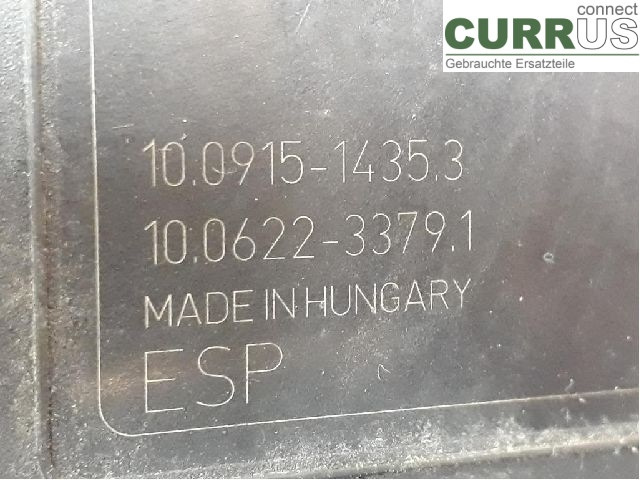 connect
CURRUS
Gebrauchte Ersatzteile
10.0915-1435.3
10.0622-3379.1
MADE IN HUNGARY
ESP